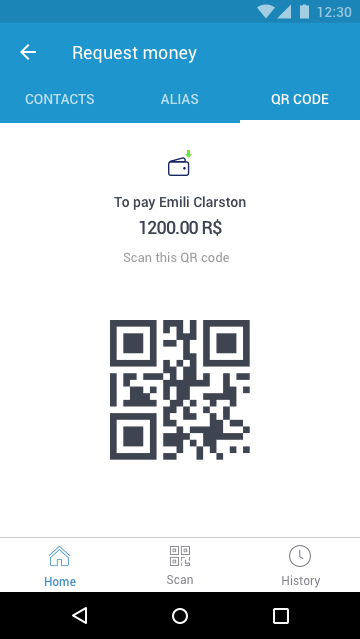 12:30
Request money
CONTACTS ALIAS QR CODE
To pay Emili Clarston
1200.00 R$
Scan this QR code
Home Scan History